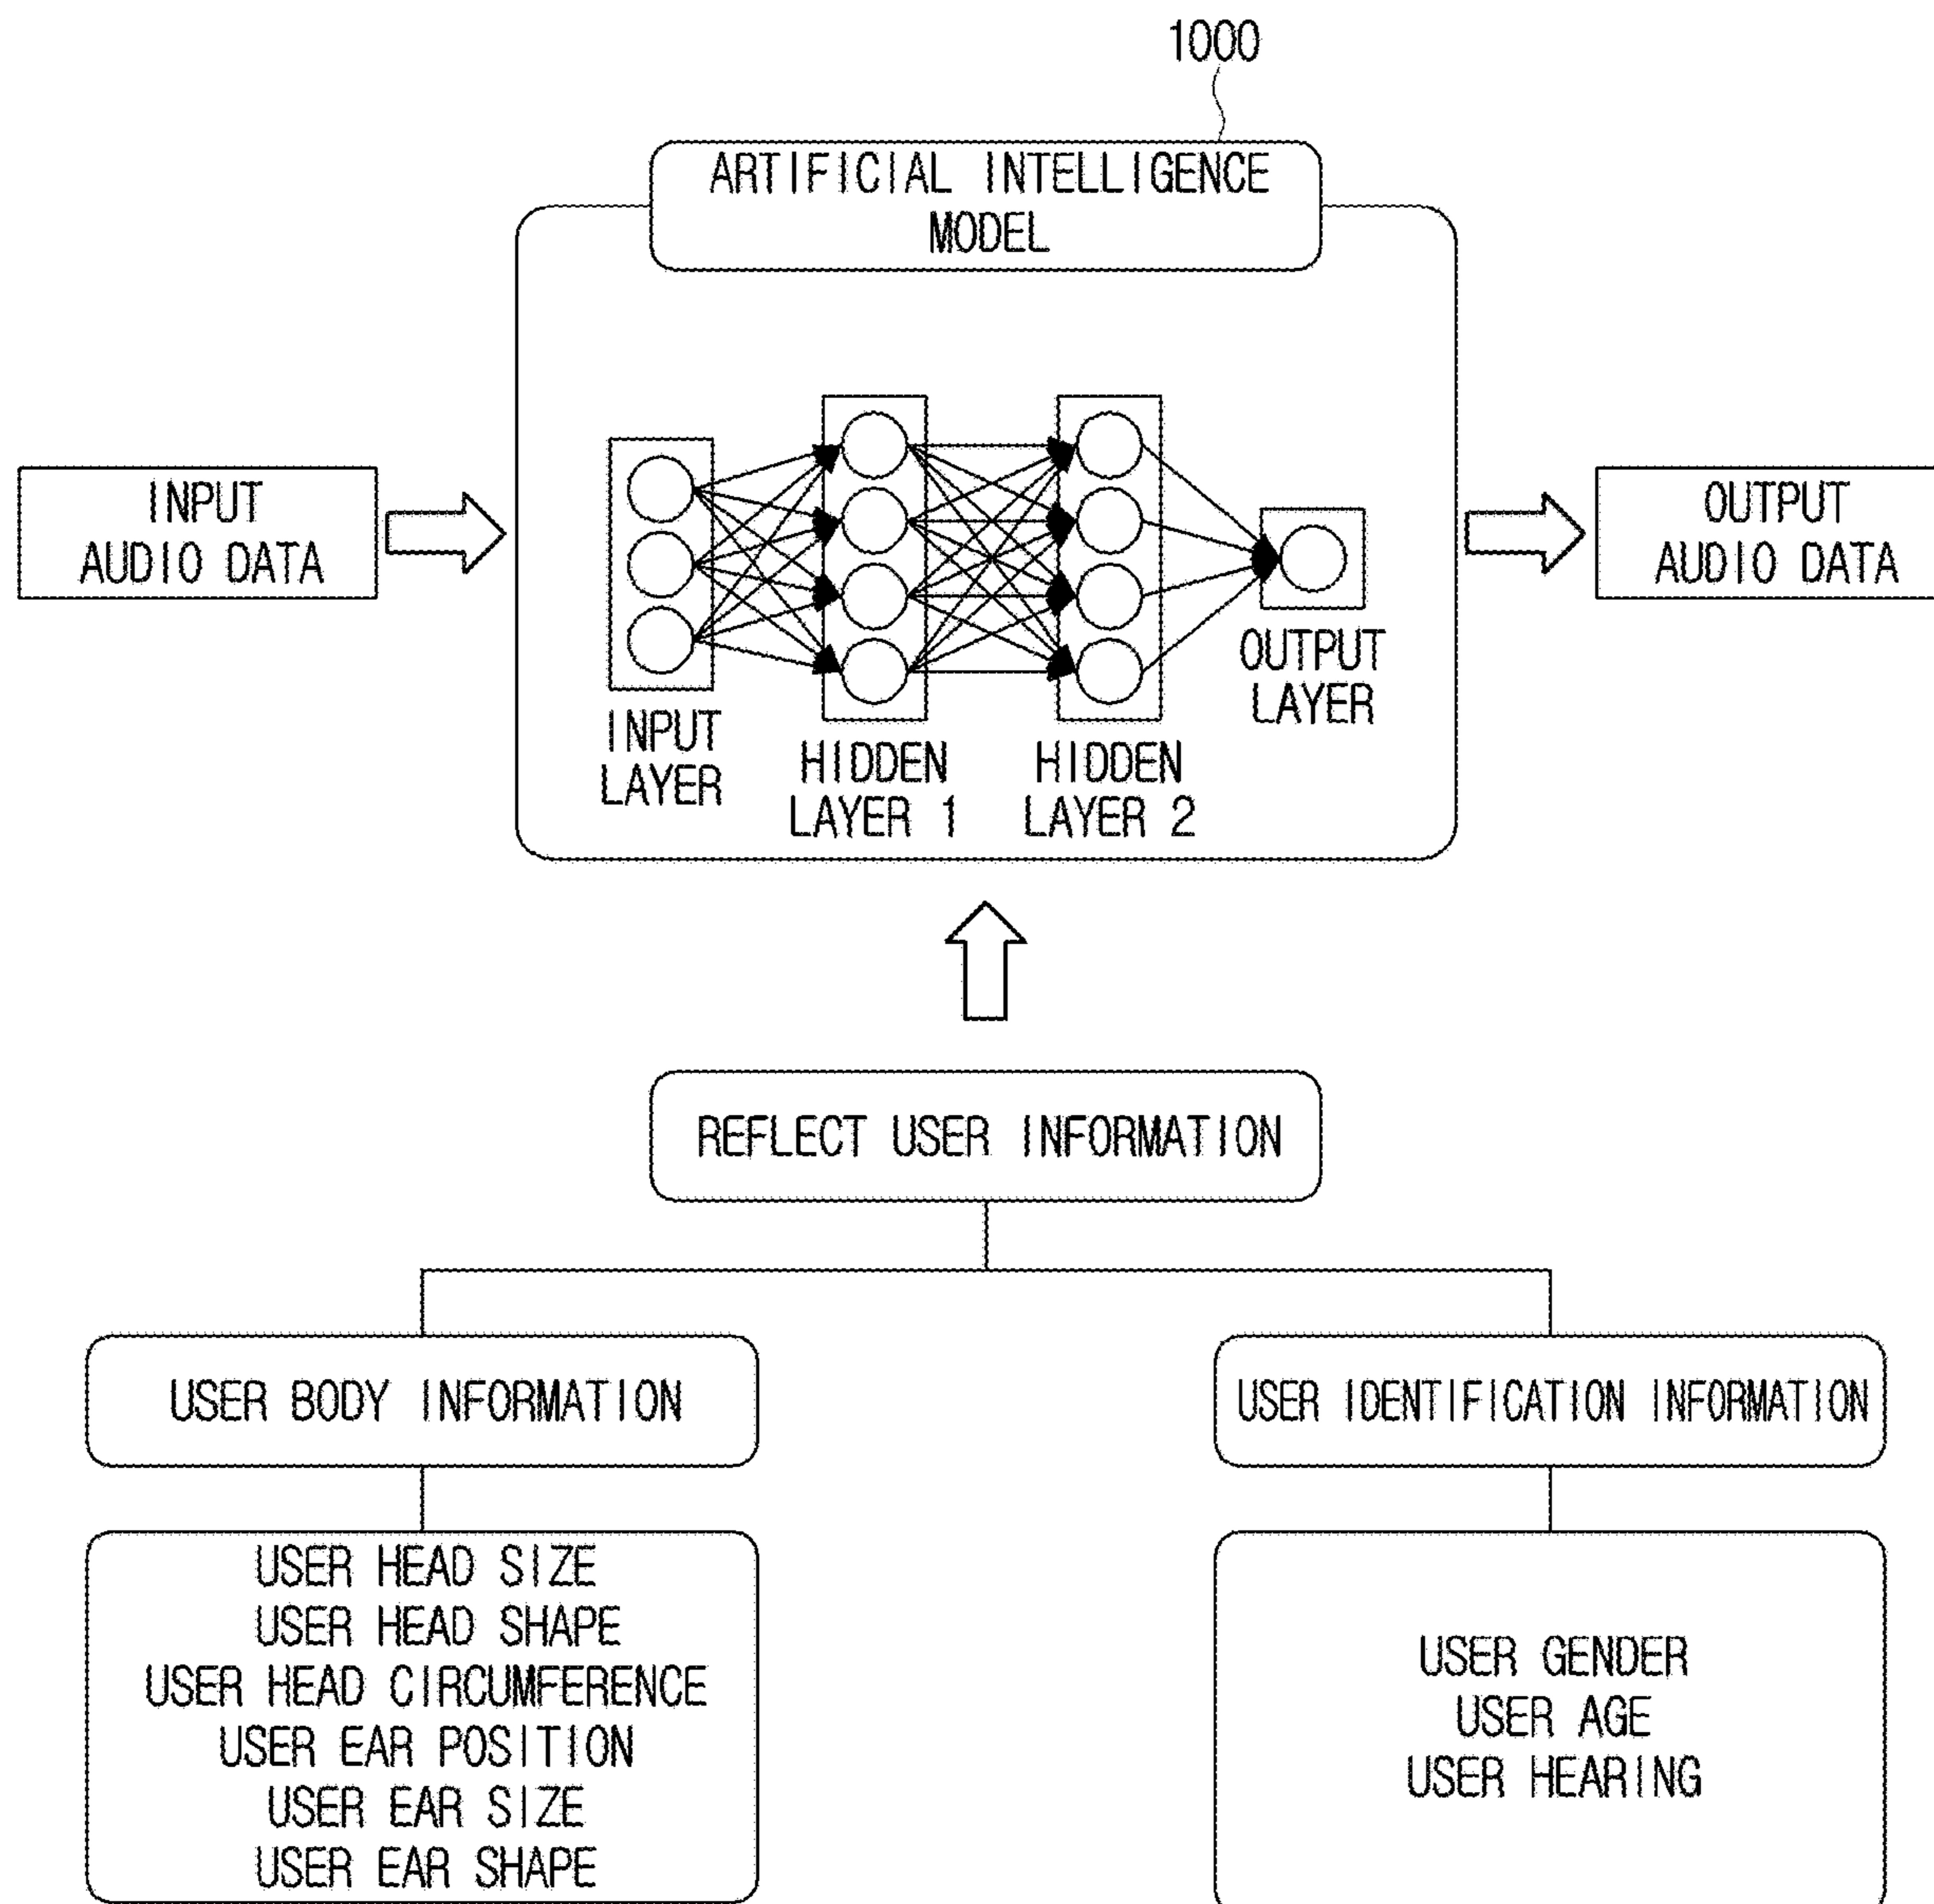 1000
ARTIFICIAL INTELLIGENCE
MODEL
INPUT
AUDIO DATA
OUTPUT
AUDIO DATA
INPUT
LAYER
HIDDEN
LAYER 1
HIDDEN
LAYER 2
OUTPUT
LAYER
REFLECT USER INFORMATION
USER BODY INFORMATION
USER IDENTIFICATION INFORMATION
USER HEAD SIZE
USER HEAD SHAPE
USER HEAD CIRCUMFERENCE
USER EAR POSITION
USER EAR SIZE
USER EAR SHAPE
USER GENDER
USER AGE
USER HEARING